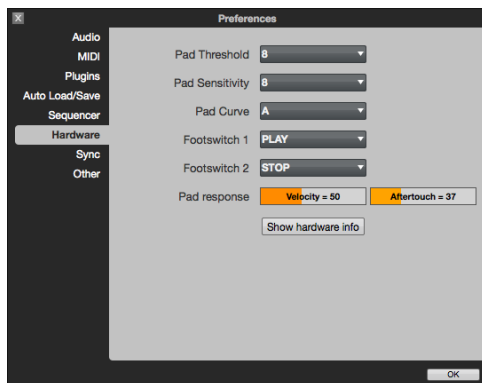 X Preferences
Audio
MIDI
Plugins
Auto Load/Save
Sequencer
Hardware
Sync
Other
Pad Threshold 8
Pad Sensitivity 8
Pad Curve A
Footswitch 1 PLAY
Footswitch 2 STOP
Pad response Velocity = 50 Aftertouch = 37
Show hardware info
OK